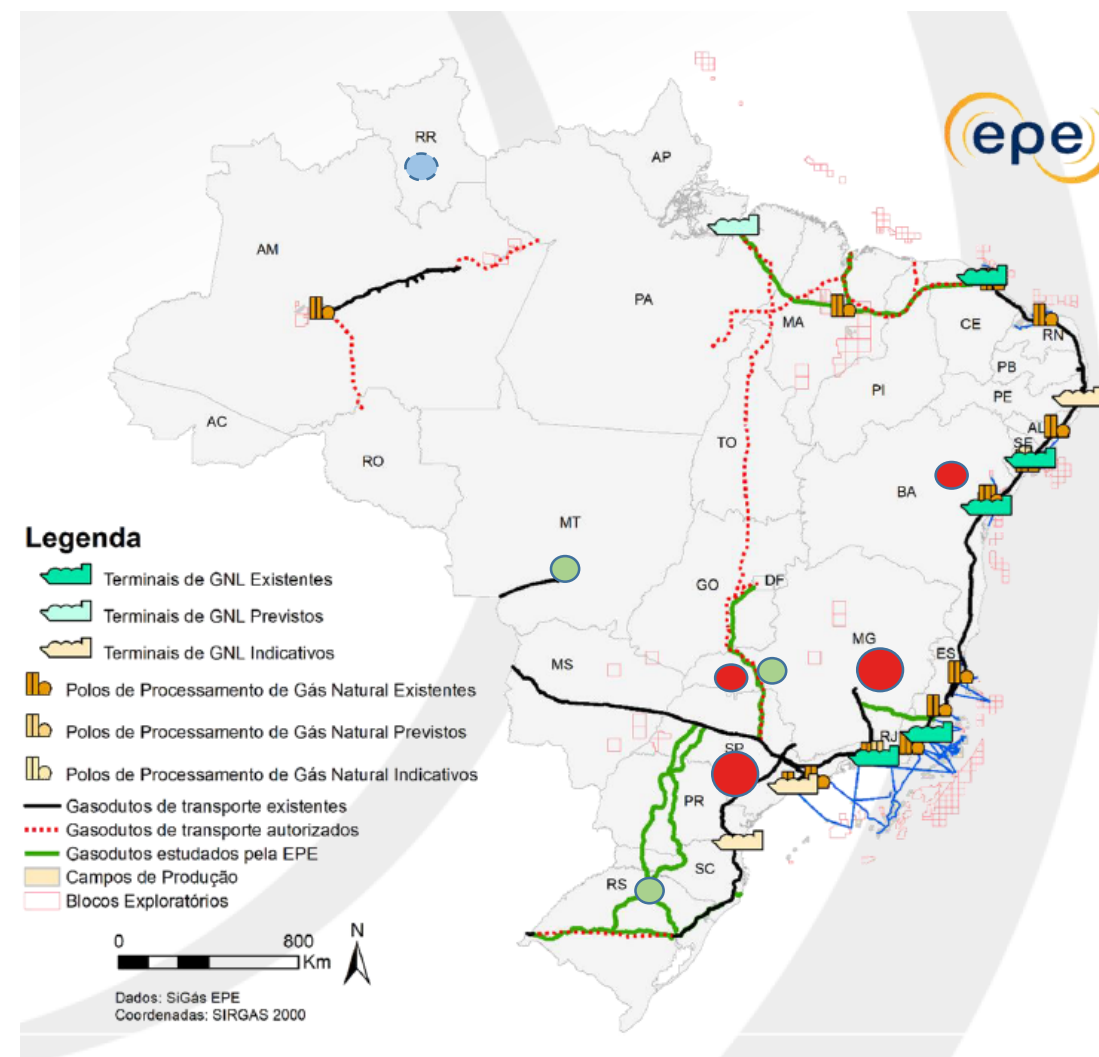 RR
AP
epe
AM
PA
MA
CE
RN
PB
PE
PI
AC
TO
AL
SE
RO
BA
MT
GO
DF
Legenda
Terminais de GNL Existentes
Terminais de GNL Previstos
Terminais de GNL Indicativos
Polos de Processamento de Gás Natural Existentes
Polos de Processamento de Gás Natural Previstos
Polos de Processamento de Gás Natural Indicativos
Gasodutos de transporte existentes
Gasodutos de transporte autorizados
Gasodutos estudados pela EPE
Campos de Produção
Blocos Exploratórios
MS
MG
ES
RJ
SP
PR
SC
RS
0 800
Km
N
Dados: SiGás EPE
Coordenadas: SIRGAS 2000